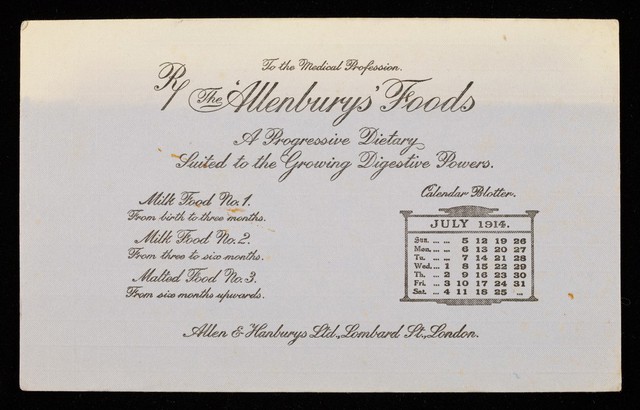 To the Medical Profession.
R/ The 'Allenburys' Foods
A Progressive Dietary
Suited to the Growing Digestive Powers.
Milk Food No. 1.
From birth to three months.
Milk Food No. 2.
From three to six months.
Malted Food No. 3.
From six months upwards.
Calendar Blotter.
JULY 1914.
Sun. ... ... 5 12 19 26
Mon. ... ... 6 13 20 27
Tu. ... ... 7 14 21 28
Wed. ... 1 8 15 22 29
Th. ... 2 9 16 23 30
Fri. ... 3 10 17 24 31
Sat. ... 4 11 18 25 ...
Allen & Hanburys Ltd., Lombard St., London.